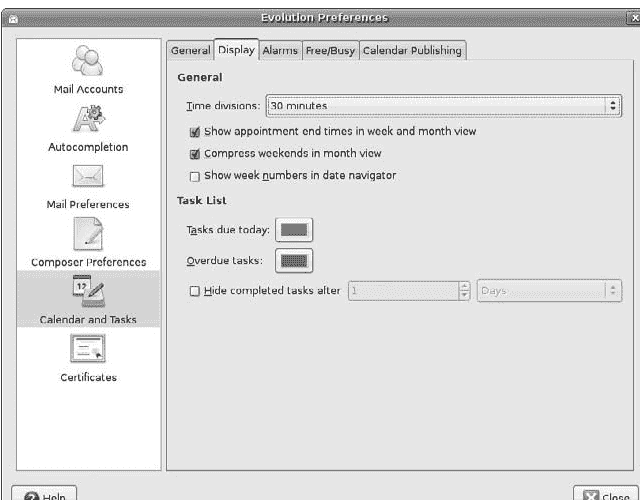 Evolution Preferences
Mail Accounts
Autocompletion
Mail Preferences
Composer Preferences
12
Calendar and Tasks
Certificates
General Display Alarms Free/Busy Calendar Publishing
General
Time divisions: 30 minutes
Show appointment end times in week and month view
Compress weekends in month view
Show week numbers in date navigator
Task List
Tasks due today:
Overdue tasks:
Hide completed tasks after 1 Days
Help Close